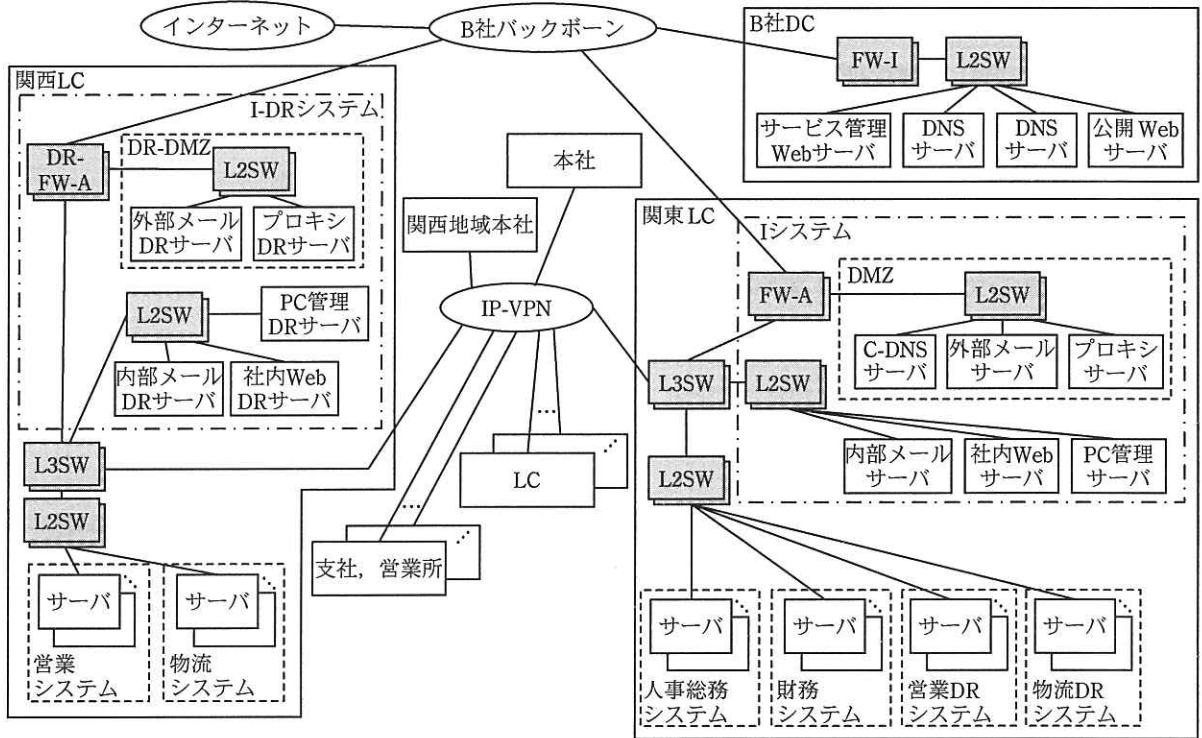 インターネット
B社バックボーン
B社DC
FW-I
L2SW
サービス管理
Webサーバ
DNS
サーバ
DNS
サーバ
公開Web
サーバ
関西LC
I-DRシステム
DR-
FW-A
DR-DMZ
L2SW
外部メール
DRサーバ
プロキシ
DRサーバ
L2SW
PC管理
DRサーバ
内部メール
DRサーバ
社内Web
DRサーバ
L3SW
L2SW
サーバ
サーバ
営業
システム
物流
システム
本社
関西地域本社
IP-VPN
…
LC
…
支社，営業所
関東LC
Iシステム
FW-A
DMZ
L2SW
C-DNS
サーバ
外部メール
サーバ
プロキシ
サーバ
L3SW
L2SW
内部メール
サーバ
社内Web
サーバ
PC管理
サーバ
L2SW
サーバ
サーバ
サーバ
サーバ
人事総務
システム
財務
システム
営業DR
システム
物流DR
システム